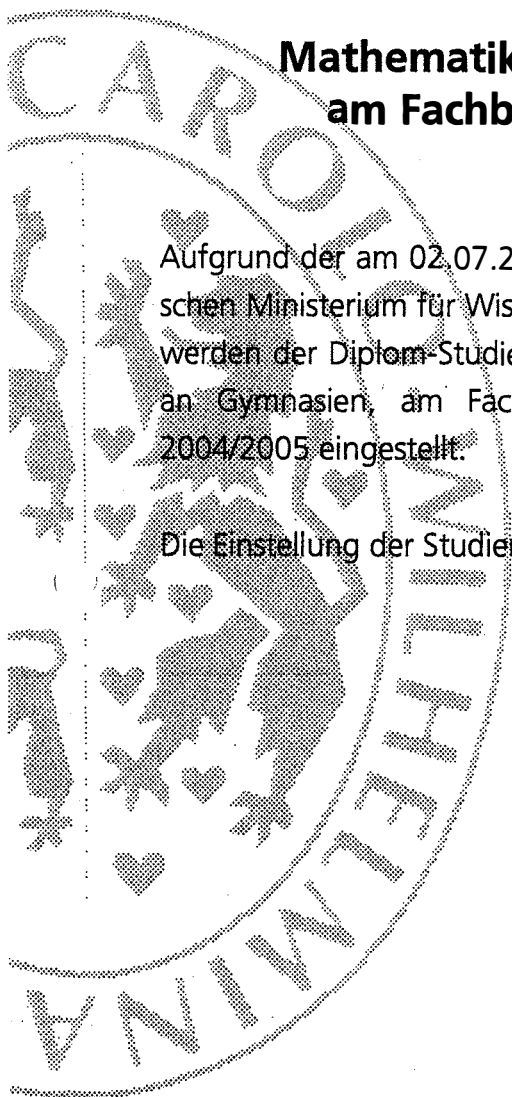 CAROLO WILHELMINA
Mathematik
am Fachb
Aufgrund der am 02.07.2
schen Ministerium für Wis
werden der Diplom-Studie
an Gymnasien, am Fac
2004/2005 eingestellt.
Die Einstellung der Studien